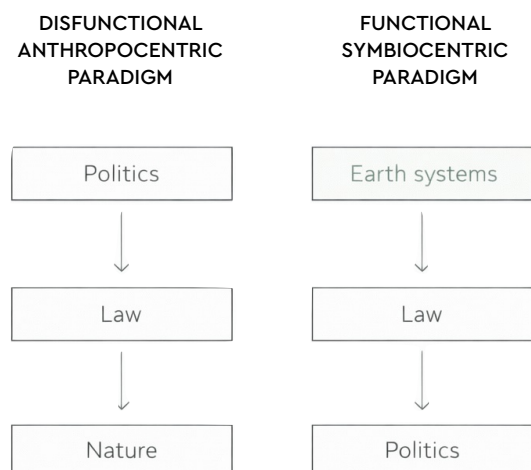 DISFUNCTIONAL
ANTHROPOCENTRIC
PARADIGM
Politics
Law
Nature
FUNCTIONAL
SYMBIOCENTRIC
PARADIGM
Earth systems
Law
Politics